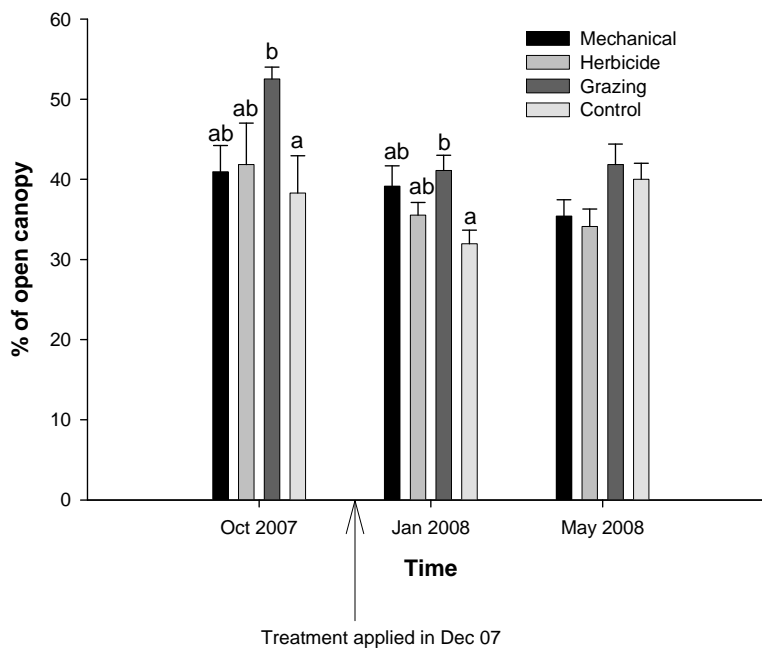 60
Mechanical
Herbicide
Grazing
Control
50
40
30
20
10
0
% of open canopy
ab
ab
b
a
ab
ab
b
a
Oct 2007
Jan 2008
May 2008
Time
Treatment applied in Dec 07